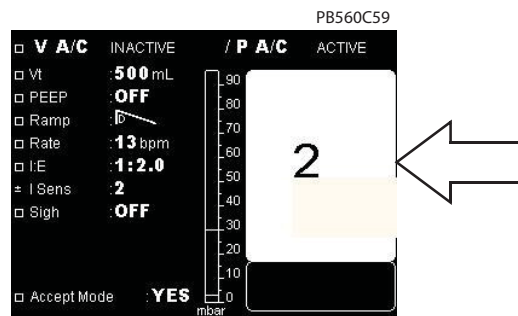 PB560C59
V A/C INACTIVE / P A/C ACTIVE
Vt :500 mL
PEEP :OFF
Ramp : D
Rate :13 bpm
I:E :1:2.0
± I Sens :2
Sigh :OFF
Accept Mode :YES
90
80
70
60
50
40
30
20
10
0
mbar
2